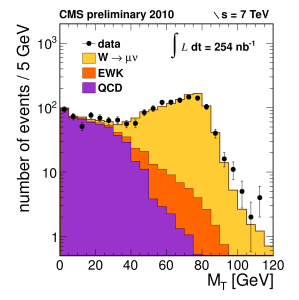 CMS preliminary 2010 √s = 7 TeV
data
W → μν
EWK
QCD
∫ L dt = 254 nb⁻¹
number of events / 5 GeV
10³
10²
10
1
0 20 40 60 80 100 120
M_T [GeV]